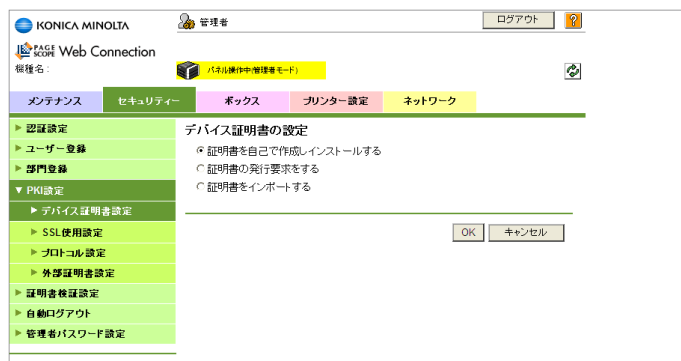 KONICA MINOLTA
管理者
ログアウト
?
PAGE SCOPE Web Connection
機種名:
パネル操作中(管理者モード)
メンテナンス
セキュリティー
ボックス
プリンター設定
ネットワーク
認証設定
ユーザー登録
部門登録
PKI設定
デバイス証明書設定
SSL使用設定
プロトコル設定
外部証明書設定
証明書検証設定
自動ログアウト
管理者パスワード設定
デバイス証明書の設定
証明書を自己で作成しインストールする
証明書の発行要求をする
証明書をインポートする
OK
キャンセル